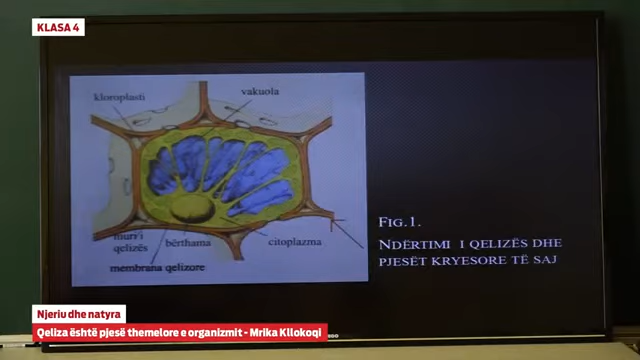 KLASA 4
kloroplasti
vakuola
murri
qelizës
bërthama
citoplazma
membrana qelizore
FIG.1.
NDËRTIMI I QELIZËS DHE
PJESËT KRYESORE TË SAJ
Njeriu dhe natyra
Qeliza është pjesë themelore e organizmit - Mrika Kllokoqi